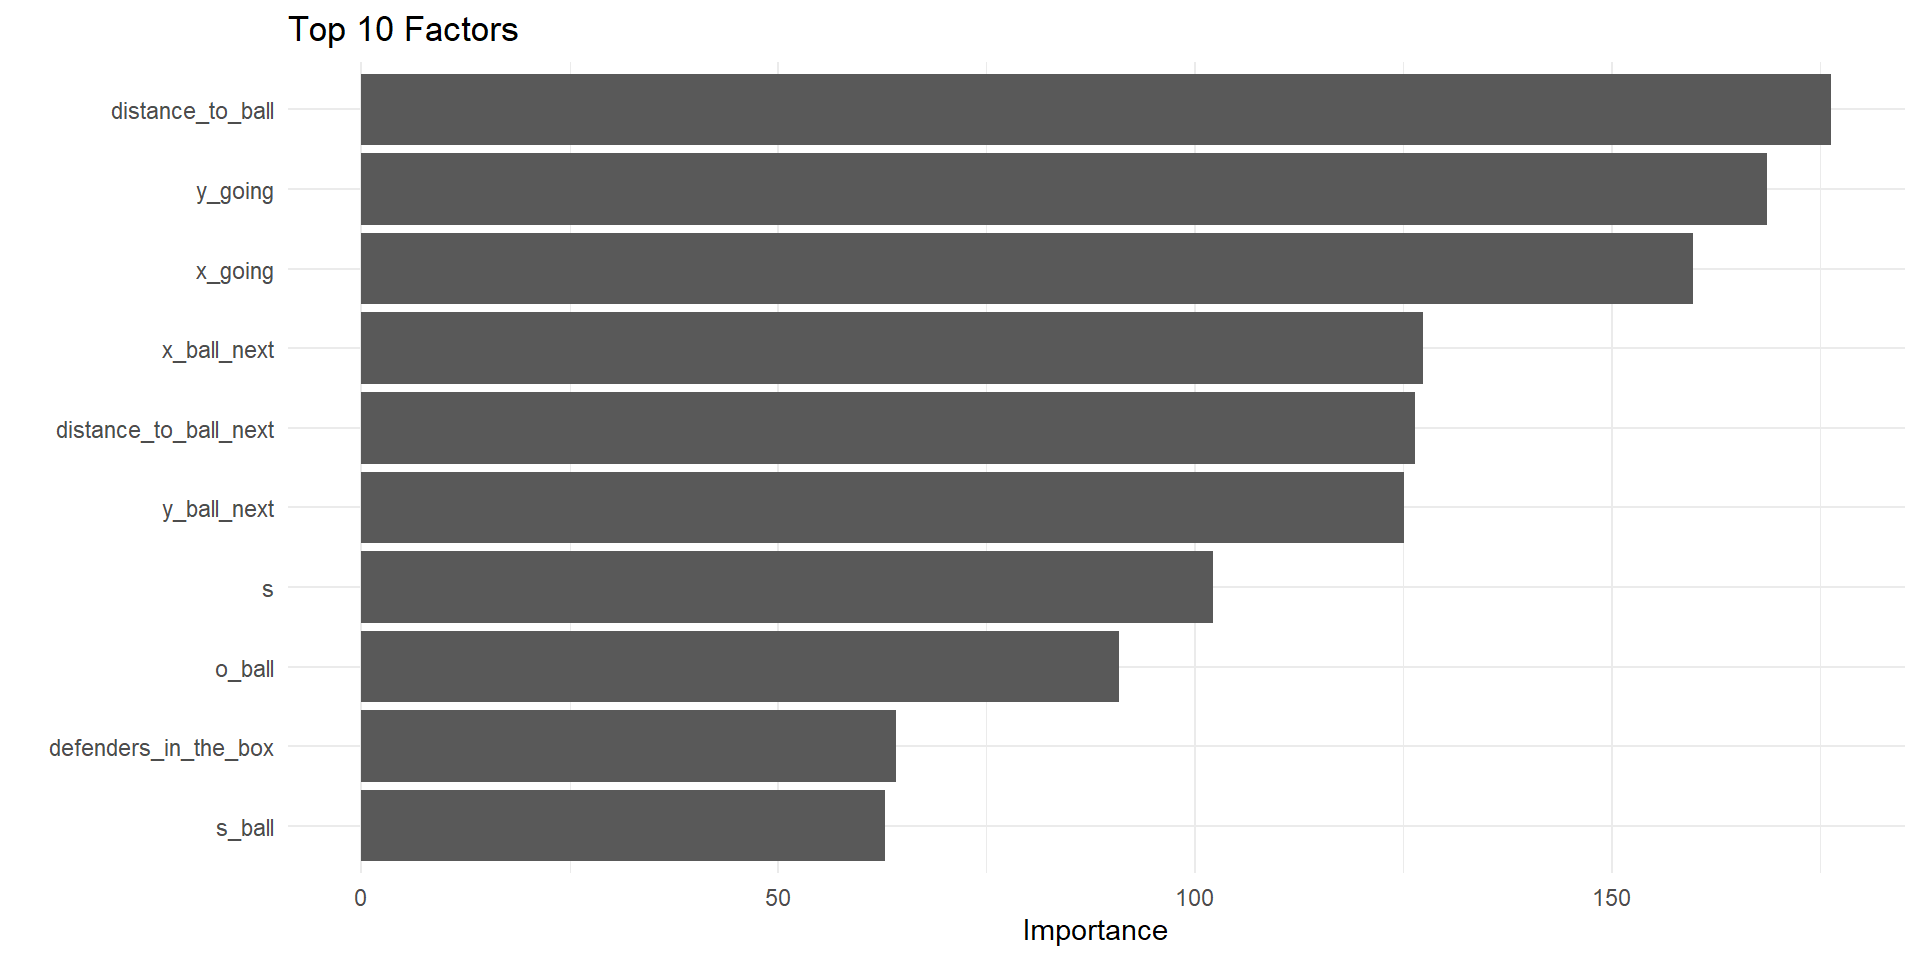 Top 10 Factors
distance_to_ball
y_going
x_going
x_ball_next
distance_to_ball_next
y_ball_next
s
o_ball
defenders_in_the_box
s_ball
0 50 100 150
Importance